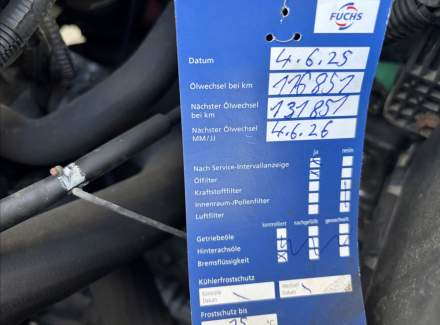 FUCHS
Datum 4.6.25
Ölwechsel bei km 116851
Nächster Ölwechsel bei km 131851
Nächster Ölwechsel MM/JJ 4.6.26
ja nein
Nach Service-Intervallanzeige
Ölfilter
Kraftstofffilter
Innenraum-/Pollenfilter
Luftfilter
kontrolliert nachgefüllt gewechselt
Getriebeöle
Hinterachsöle
Bremsflüssigkeit
Kühlerfrostschutz
Frostschutz bis °C